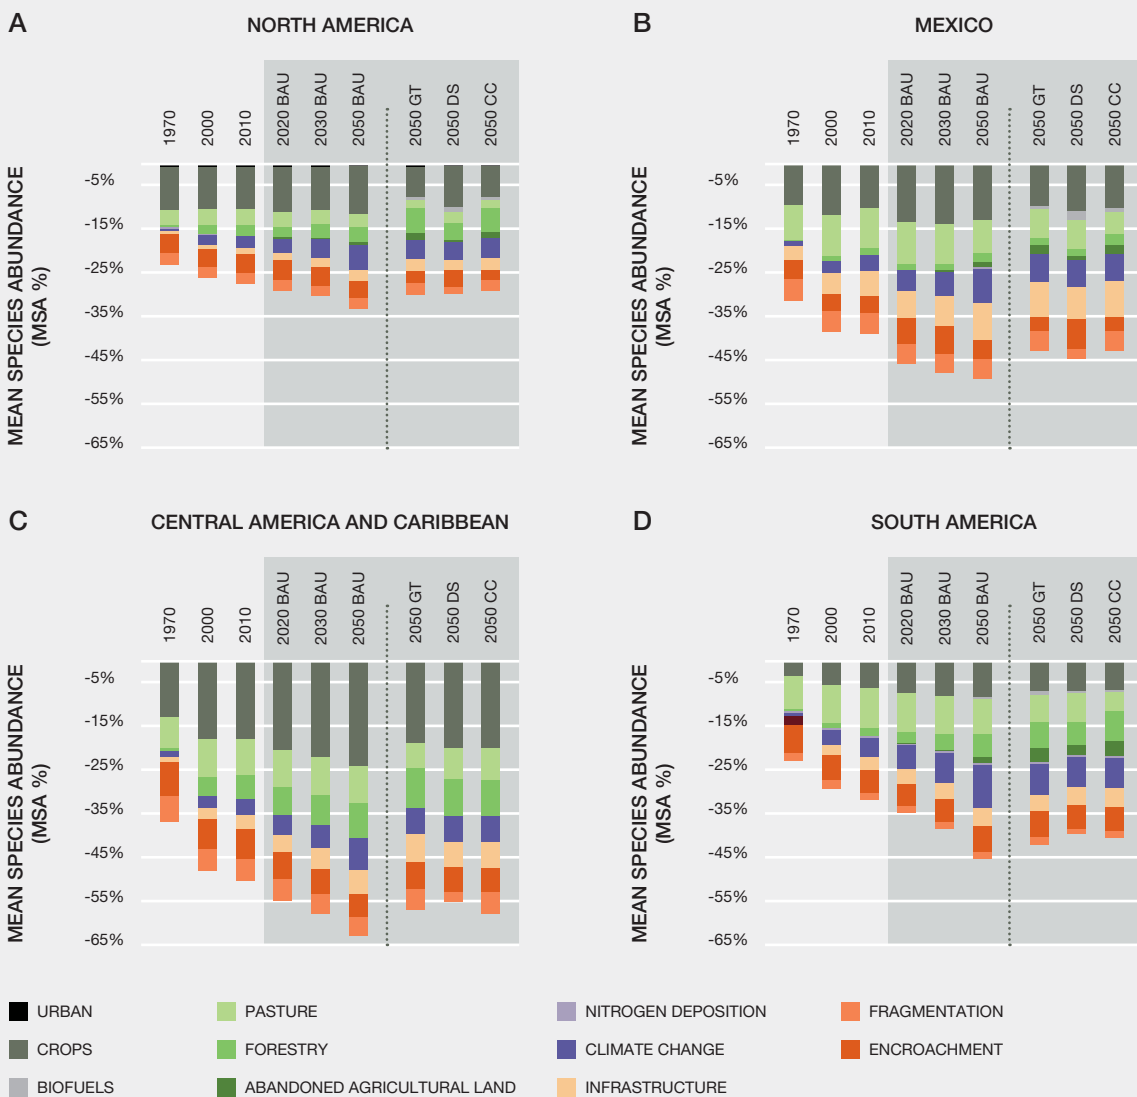 A
NORTH AMERICA
MEAN SPECIES ABUNDANCE
(MSA %)
1970
2000
2010
2020 BAU
2030 BAU
2050 BAU
2050 GT
2050 DS
2050 CC
-5%
-15%
-25%
-35%
-45%
-55%
-65%
B
MEXICO
MEAN SPECIES ABUNDANCE
(MSA %)
1970
2000
2010
2020 BAU
2030 BAU
2050 BAU
2050 GT
2050 DS
2050 CC
-5%
-15%
-25%
-35%
-45%
-55%
-65%
C
CENTRAL AMERICA AND CARIBBEAN
MEAN SPECIES ABUNDANCE
(MSA %)
1970
2000
2010
2020 BAU
2030 BAU
2050 BAU
2050 GT
2050 DS
2050 CC
-5%
-15%
-25%
-35%
-45%
-55%
-65%
D
SOUTH AMERICA
MEAN SPECIES ABUNDANCE
(MSA %)
1970
2000
2010
2020 BAU
2030 BAU
2050 BAU
2050 GT
2050 DS
2050 CC
-5%
-15%
-25%
-35%
-45%
-55%
-65%
URBAN
CROPS
BIOFUELS
PASTURE
FORESTRY
ABANDONED AGRICULTURAL LAND
NITROGEN DEPOSITION
CLIMATE CHANGE
INFRASTRUCTURE
FRAGMENTATION
ENCROACHMENT